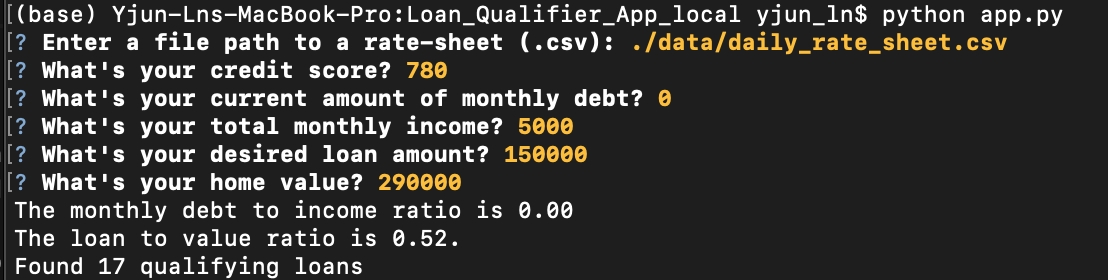 [(base) Yjun-Lns-MacBook-Pro:Loan_Qualifier_App_local yjun_ln$ python app.py
[? Enter a file path to a rate-sheet (.csv): ./data/daily_rate_sheet.csv
[? What's your credit score? 780
[? What's your current amount of monthly debt? 0
[? What's your total monthly income? 5000
[? What's your desired loan amount? 150000
[? What's your home value? 290000
The monthly debt to income ratio is 0.00
The loan to value ratio is 0.52.
Found 17 qualifying loans